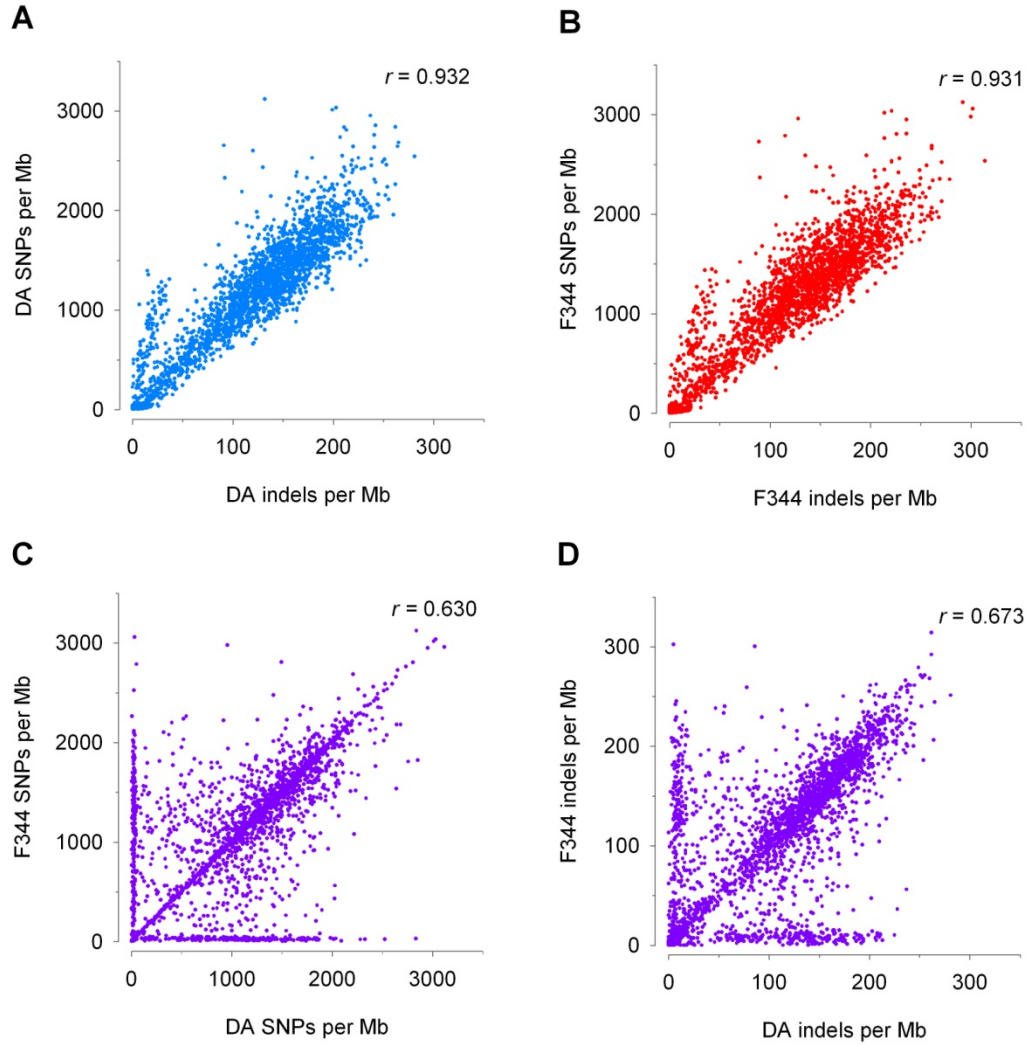 A
r = 0.932
3000
2000
1000
0
DA SNPs per Mb
0 100 200 300
DA indels per Mb
B
r = 0.931
3000
2000
1000
0
F344 SNPs per Mb
0 100 200 300
F344 indels per Mb
C
r = 0.630
3000
2000
1000
0
F344 SNPs per Mb
0 1000 2000 3000
DA SNPs per Mb
D
r = 0.673
300
200
100
0
F344 indels per Mb
0 100 200 300
DA indels per Mb